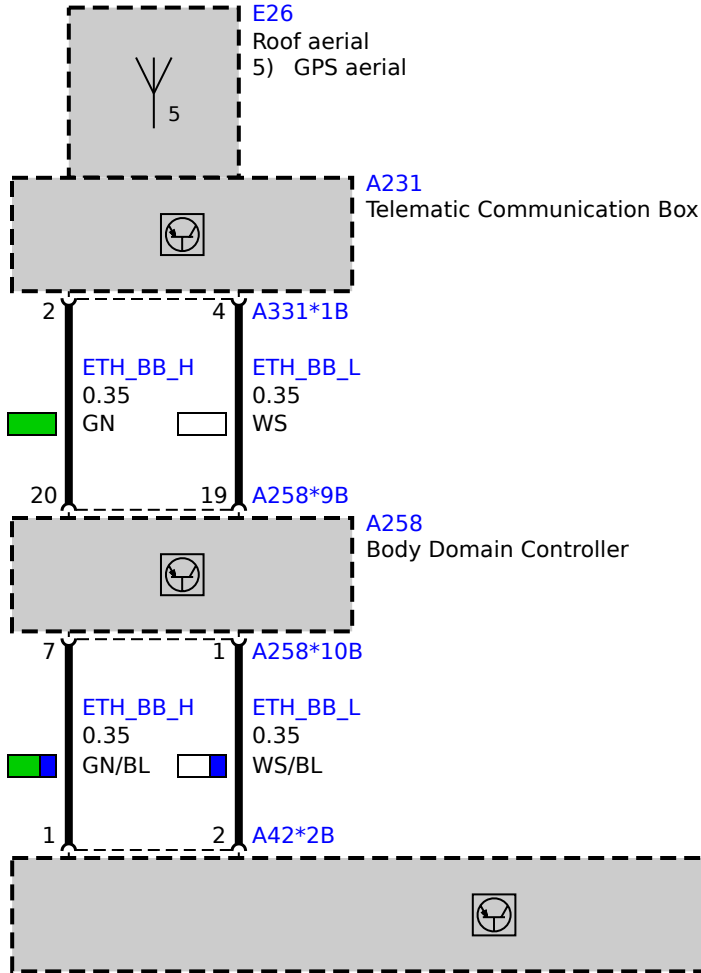 E26
Roof aerial
5) GPS aerial
5
A231
Telematic Communication Box
2
4
A331*1B
ETH_BB_H
0.35
GN
ETH_BB_L
0.35
WS
20
19
A258*9B
A258
Body Domain Controller
7
1
A258*10B
ETH_BB_H
0.35
GN/BL
ETH_BB_L
0.35
WS/BL
1
2
A42*2B